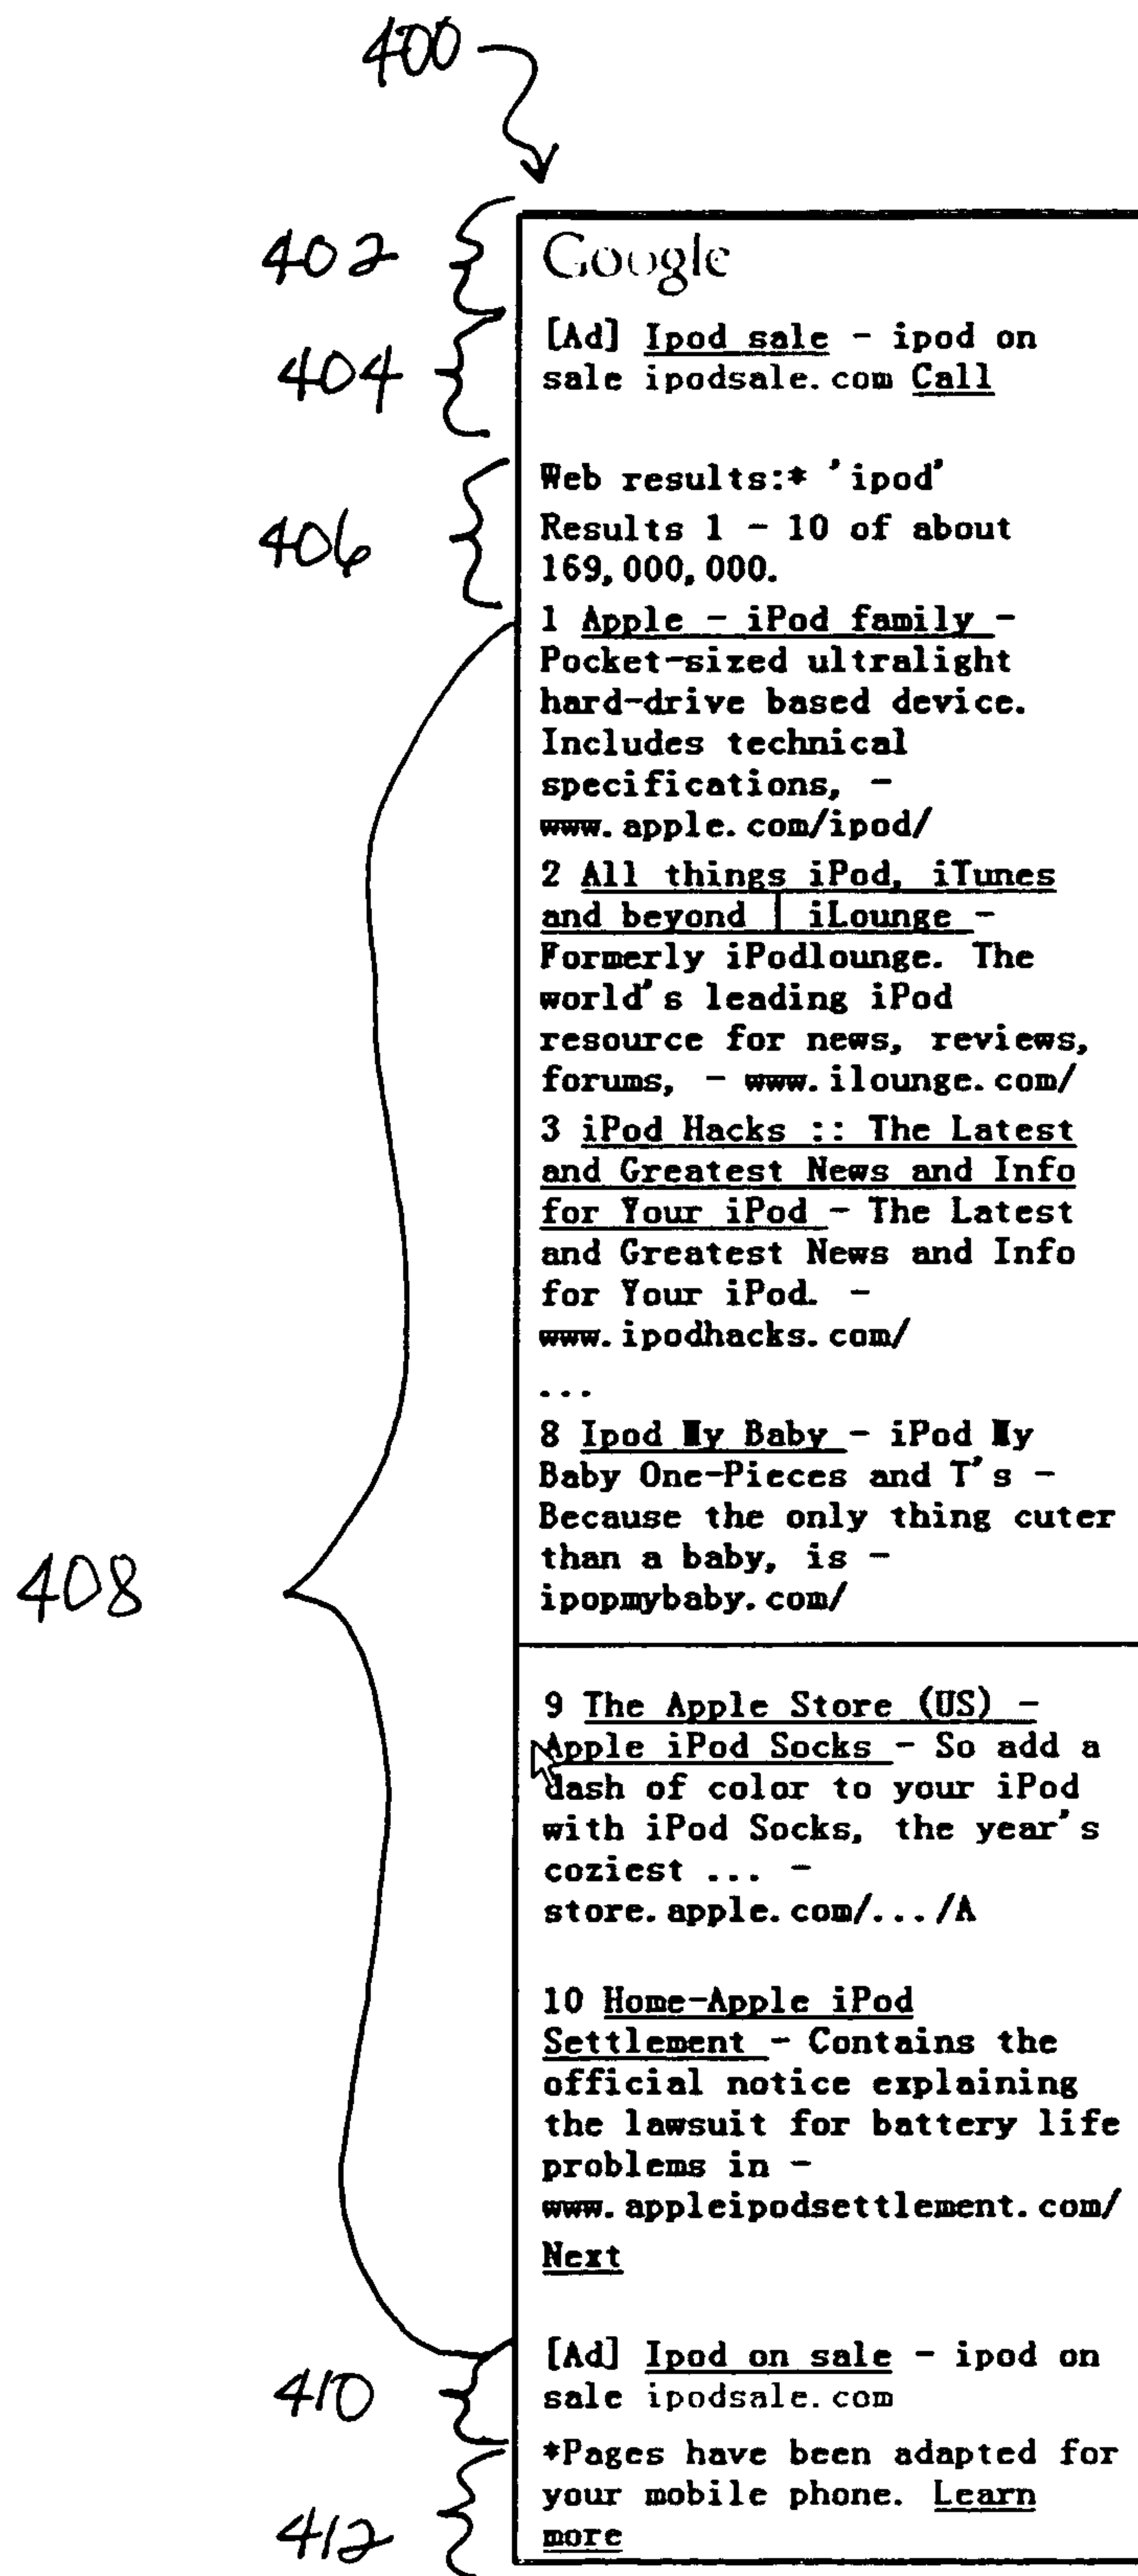 400
402
Google
404
[Ad] Ipod sale - ipod on
sale ipodsale.com Call
406
Web results:* 'ipod'
Results 1 - 10 of about
169,000,000.
408
1 Apple - iPod family -
Pocket-sized ultralight
hard-drive based device.
Includes technical
specifications, -
www.apple.com/ipod/
2 All things iPod, iTunes
and beyond | iLounge -
Formerly iPodlounge. The
world's leading iPod
resource for news, reviews,
forums, - www.ilounge.com/
3 iPod Hacks :: The Latest
and Greatest News and Info
for Your iPod - The Latest
and Greatest News and Info
for Your iPod. -
www.ipodhacks.com/
...
8 Ipod My Baby - iPod My
Baby One-Pieces and T's -
Because the only thing cuter
than a baby, is -
ipopmybaby.com/
9 The Apple Store (US) -
Apple iPod Socks - So add a
dash of color to your iPod
with iPod Socks, the year's
coziest ... -
store.apple.com/.../A
10 Home-Apple iPod
Settlement - Contains the
official notice explaining
the lawsuit for battery life
problems in -
www.appleipodsettlement.com/
Next
410
[Ad] Ipod on sale - ipod on
sale ipodsale.com
412
*Pages have been adapted for
your mobile phone. Learn
more